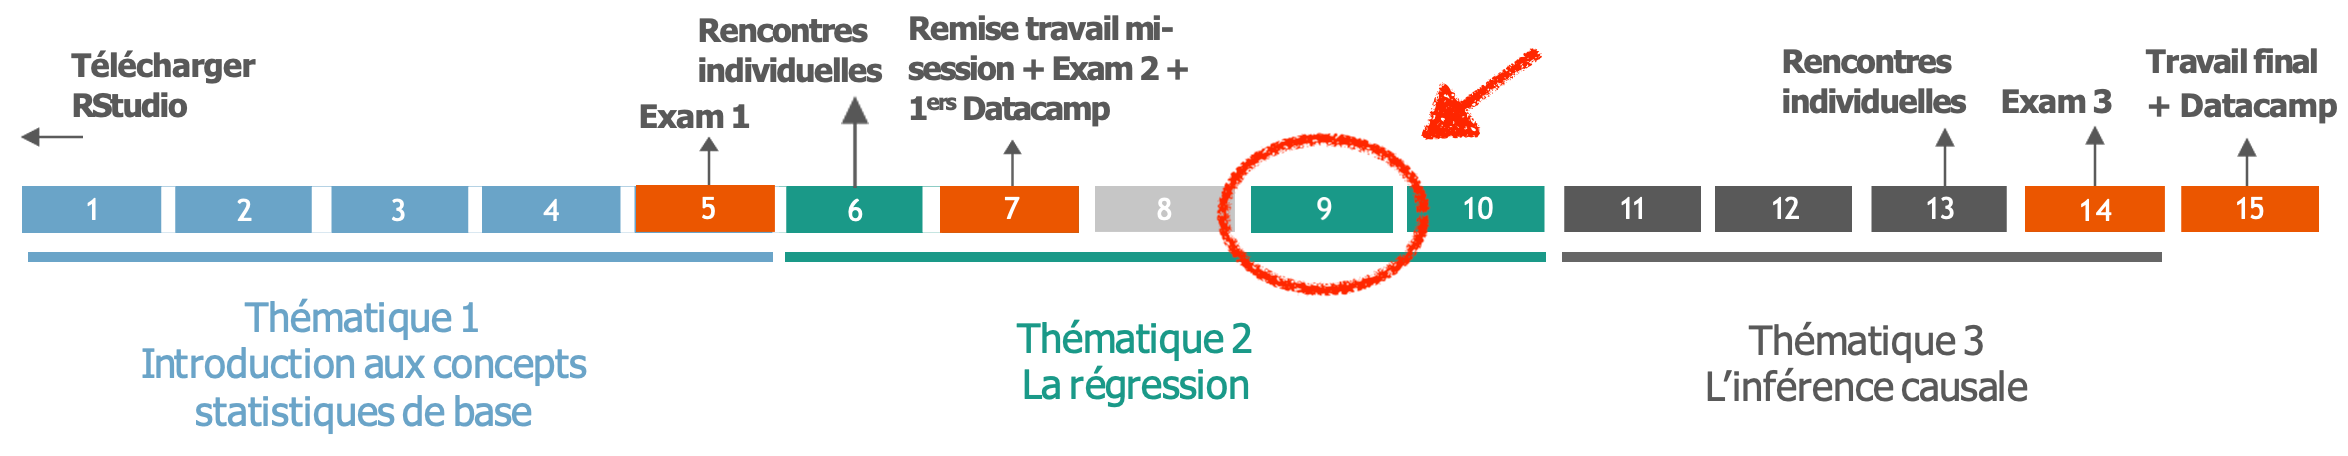 Télécharger
RStudio
Exam 1
Rencontres
individuelles
Remise travail mi-
session + Exam 2 +
1ers Datacamp
Rencontres
individuelles
Exam 3
Travail final
+ Datacamp
1 2 3 4 5 6 7 8 9 10 11 12 13 14 15
Thématique 1
Introduction aux concepts
statistiques de base
Thématique 2
La régression
Thématique 3
L’inférence causale